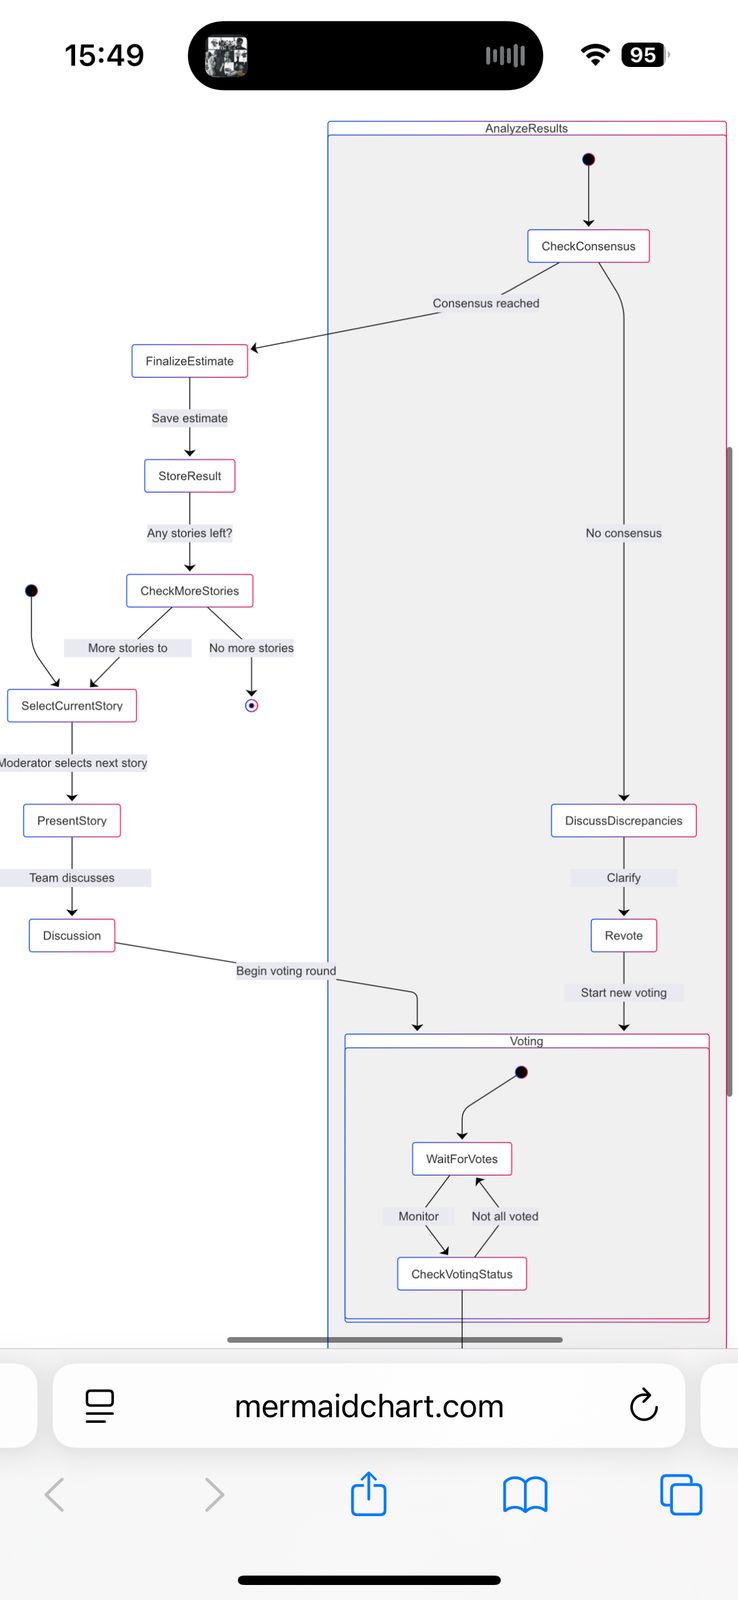 15:49
95
AnalyzeResults
CheckConsensus
Consensus reached
FinalizeEstimate
Save estimate
StoreResult
Any stories left?
No consensus
CheckMoreStories
More stories to
No more stories
SelectCurrentStory
Moderator selects next story
PresentStory
DiscussDiscrepancies
Team discusses
Clarify
Discussion
Revote
Begin voting round
Start new voting
Voting
WaitForVotes
Monitor
Not all voted
CheckVotingStatus
mermaidchart.com